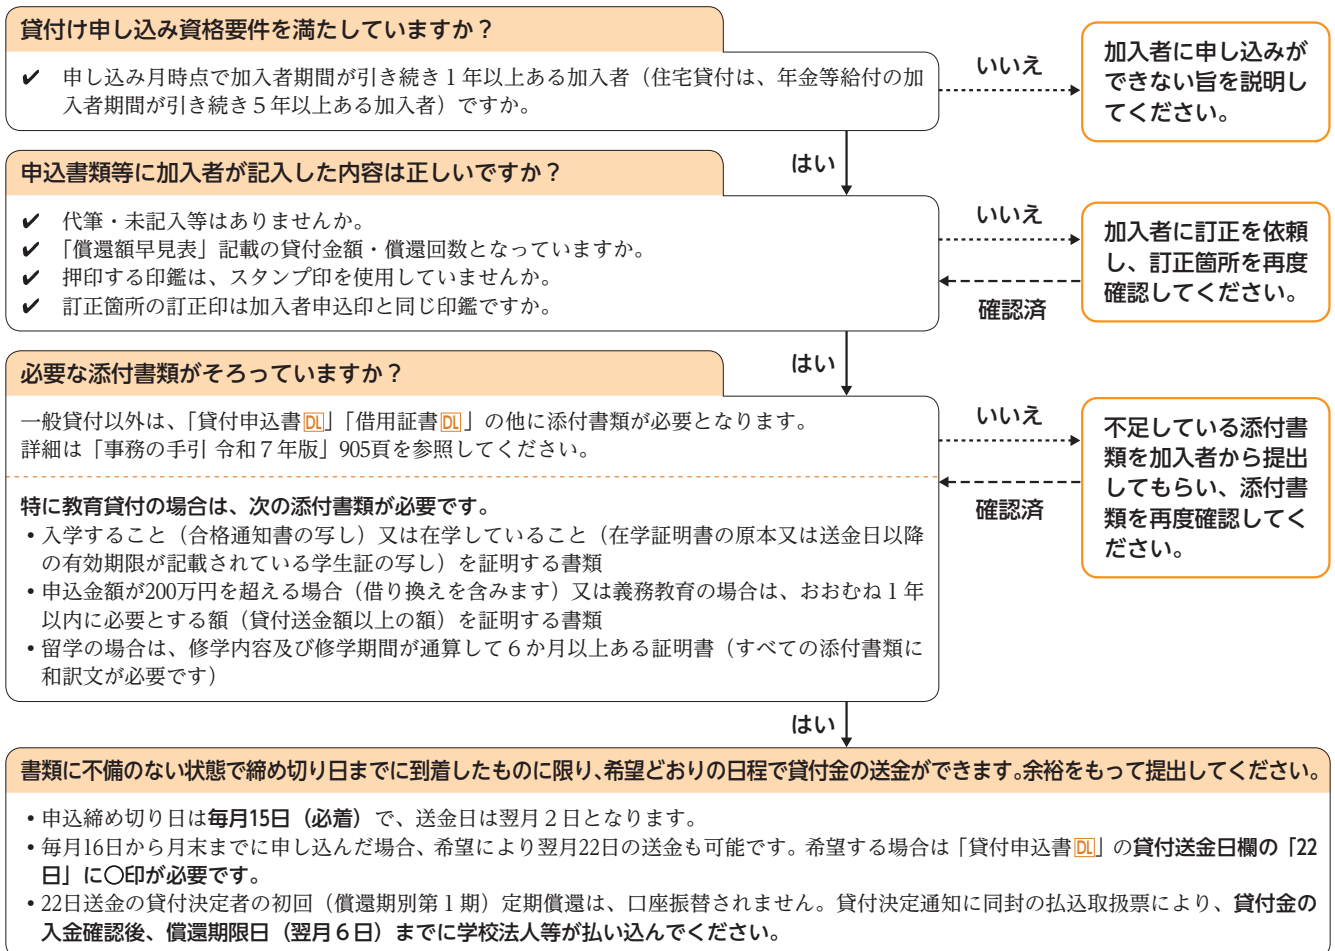 貸付け申し込み資格要件を満たしていますか？
✔ 申し込み月時点で加入者期間が引き続き１年以上ある加入者（住宅貸付は、年金等給付の加
入者期間が引き続き５年以上ある加入者）ですか。
いいえ
加入者に申し込みが
できない旨を説明し
てください。
はい
申込書類等に加入者が記入した内容は正しいですか？
✔ 代筆・未記入等はありませんか。
✔ 「償還額早見表」記載の貸付金額・償還回数となっていますか。
✔ 押印する印鑑は、スタンプ印を使用していませんか。
✔ 訂正箇所の訂正印は加入者申込印と同じ印鑑ですか。
いいえ
確認済
加入者に訂正を依頼
し、訂正箇所を再度
確認してください。
はい
必要な添付書類がそろっていますか？
一般貸付以外は、「貸付申込書DL」「借用証書DL」の他に添付書類が必要となります。
詳細は「事務の手引 令和７年版」905頁を参照してください。
特に教育貸付の場合は、次の添付書類が必要です。
・入学すること（合格通知書の写し）又は在学していること（在学証明書の原本又は送金日以降
の有効期限が記載されている学生証の写し）を証明する書類
・申込金額が200万円を超える場合（借り換えを含みます）又は義務教育の場合は、おおむね１年
以内に必要とする額（貸付送金額以上の額）を証明する書類
・留学の場合は、修学内容及び修学期間が通算して６か月以上ある証明書（すべての添付書類に
和訳文が必要です）
いいえ
確認済
不足している添付書
類を加入者から提出
してもらい、添付書
類を再度確認してく
ださい。
はい
書類に不備のない状態で締め切り日までに到着したものに限り、希望どおりの日程で貸付金の送金ができます。余裕をもって提出してください。
・申込締め切り日は毎月15日（必着）で、送金日は翌月２日となります。
・毎月16日から月末までに申し込んだ場合、希望により翌月22日の送金も可能です。希望する場合は「貸付申込書DL」の貸付送金日欄の「22
日」に〇印が必要です。
・22日送金の貸付決定者の初回（償還期別第１期）定期償還は、口座振替されません。貸付決定通知に同封の払込取扱票により、貸付金の
入金確認後、償還期限日（翌月６日）までに学校法人等が払い込んでください。